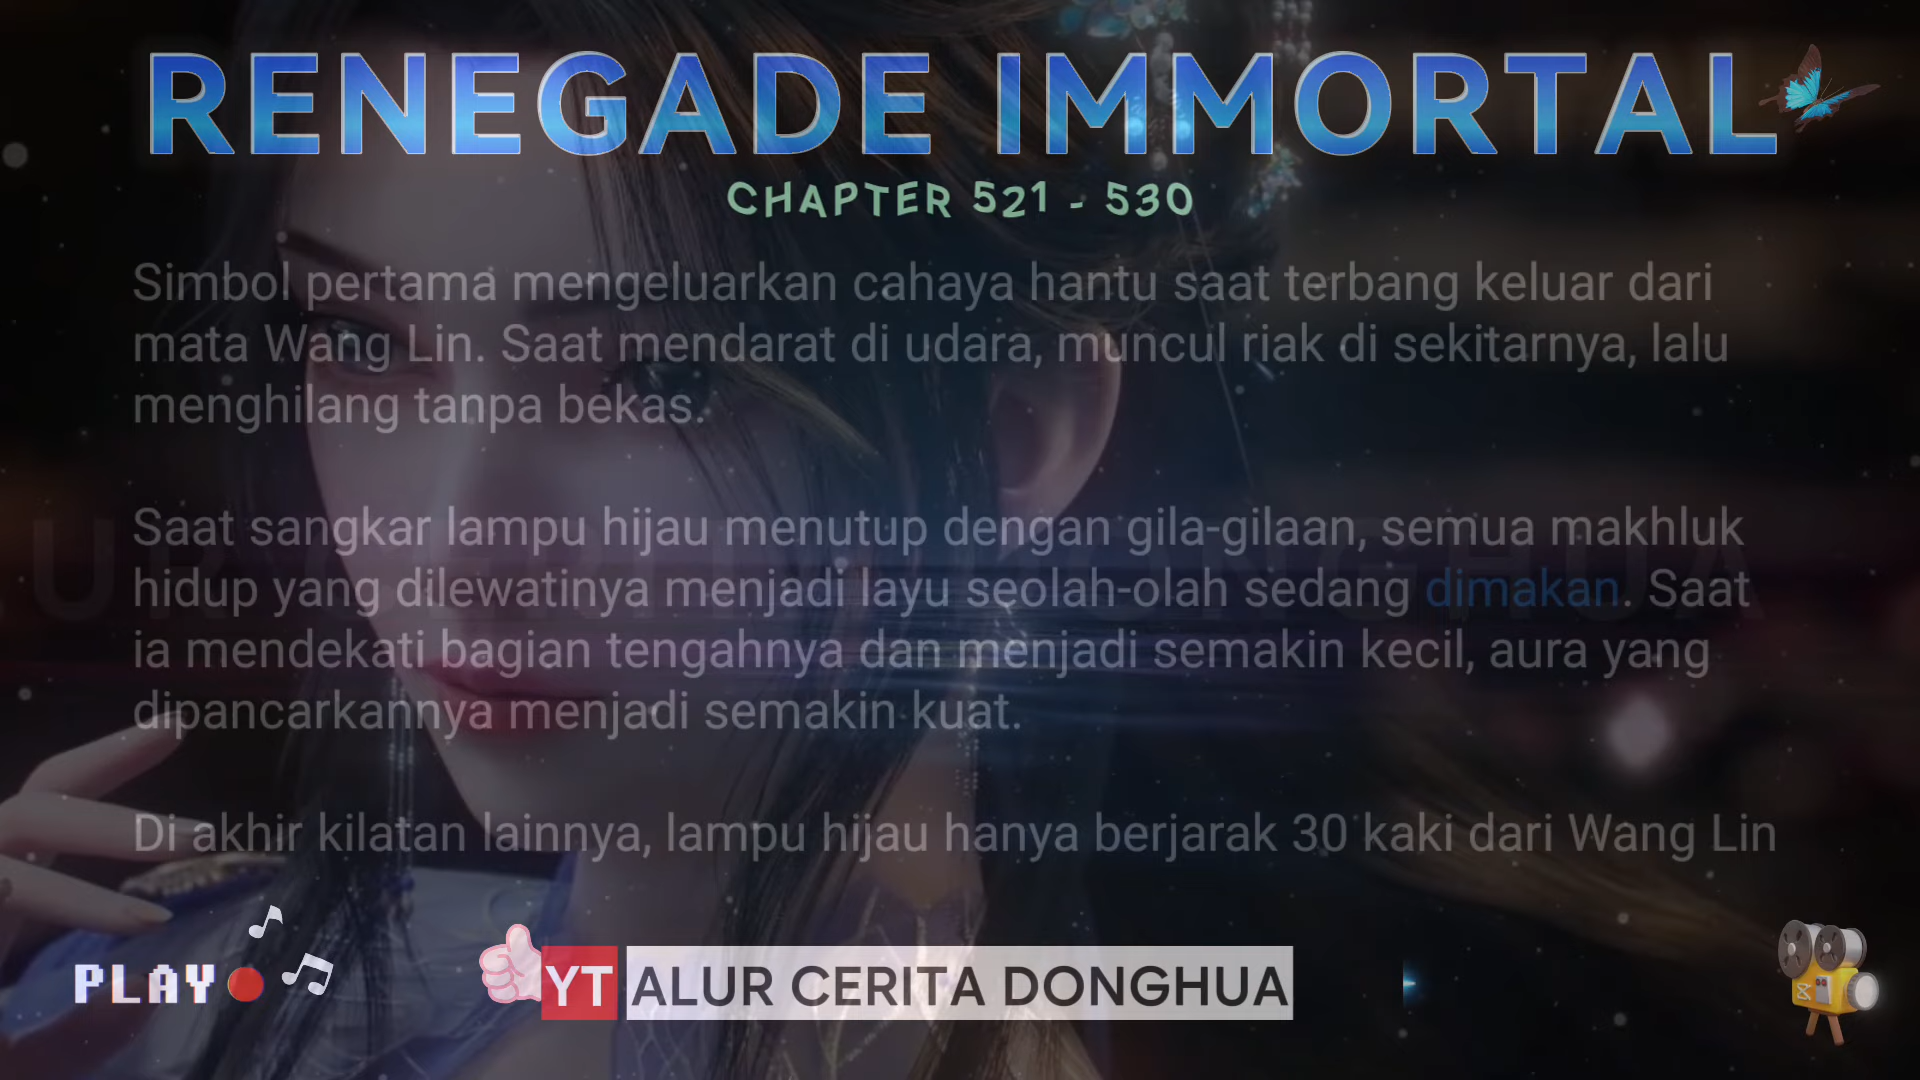 RENEGADE IMMORTAL
CHAPTER 521 - 530
Simbol pertama mengeluarkan cahaya hantu saat terbang keluar dari
mata Wang Lin. Saat mendarat di udara, muncul riak di sekitarnya, lalu
menghilang tanpa bekas.
Saat sangkar lampu hijau menutup dengan gila-gilaan, semua makhluk
hidup yang dilewatinya menjadi layu seolah-olah sedang dimakan. Saat
ia mendekati bagian tengahnya dan menjadi semakin kecil, aura yang
dipancarkannya menjadi semakin kuat.
Di akhir kilatan lainnya, lampu hijau hanya berjarak 30 kaki dari Wang Lin
PLAY
YT ALUR CERITA DONGHUA